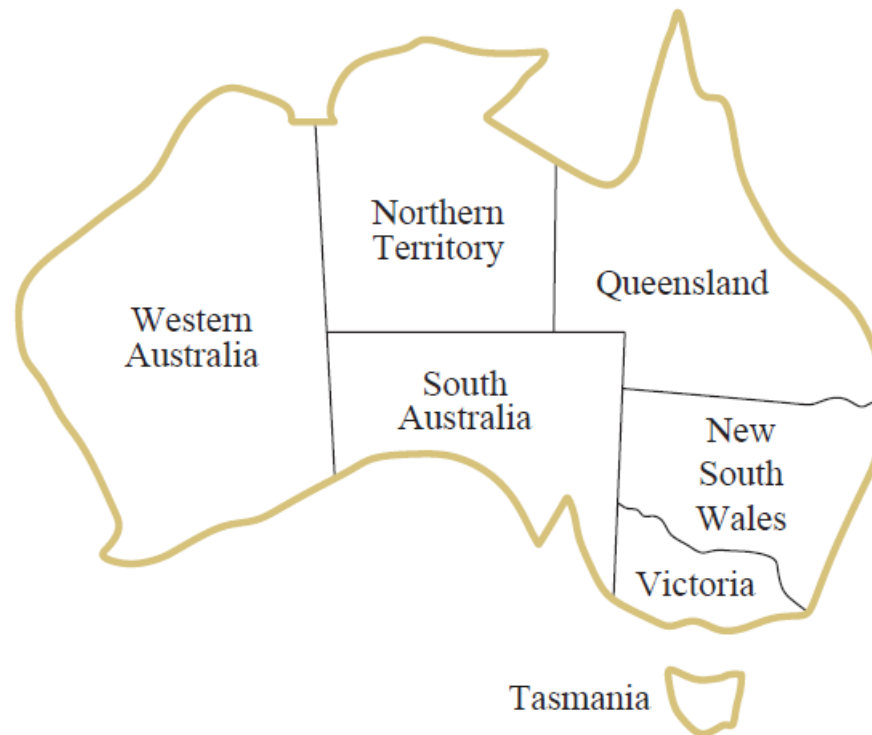 Northern
Territory
Queensland
Western
Australia
South
Australia
New
South
Wales
Victoria
Tasmania